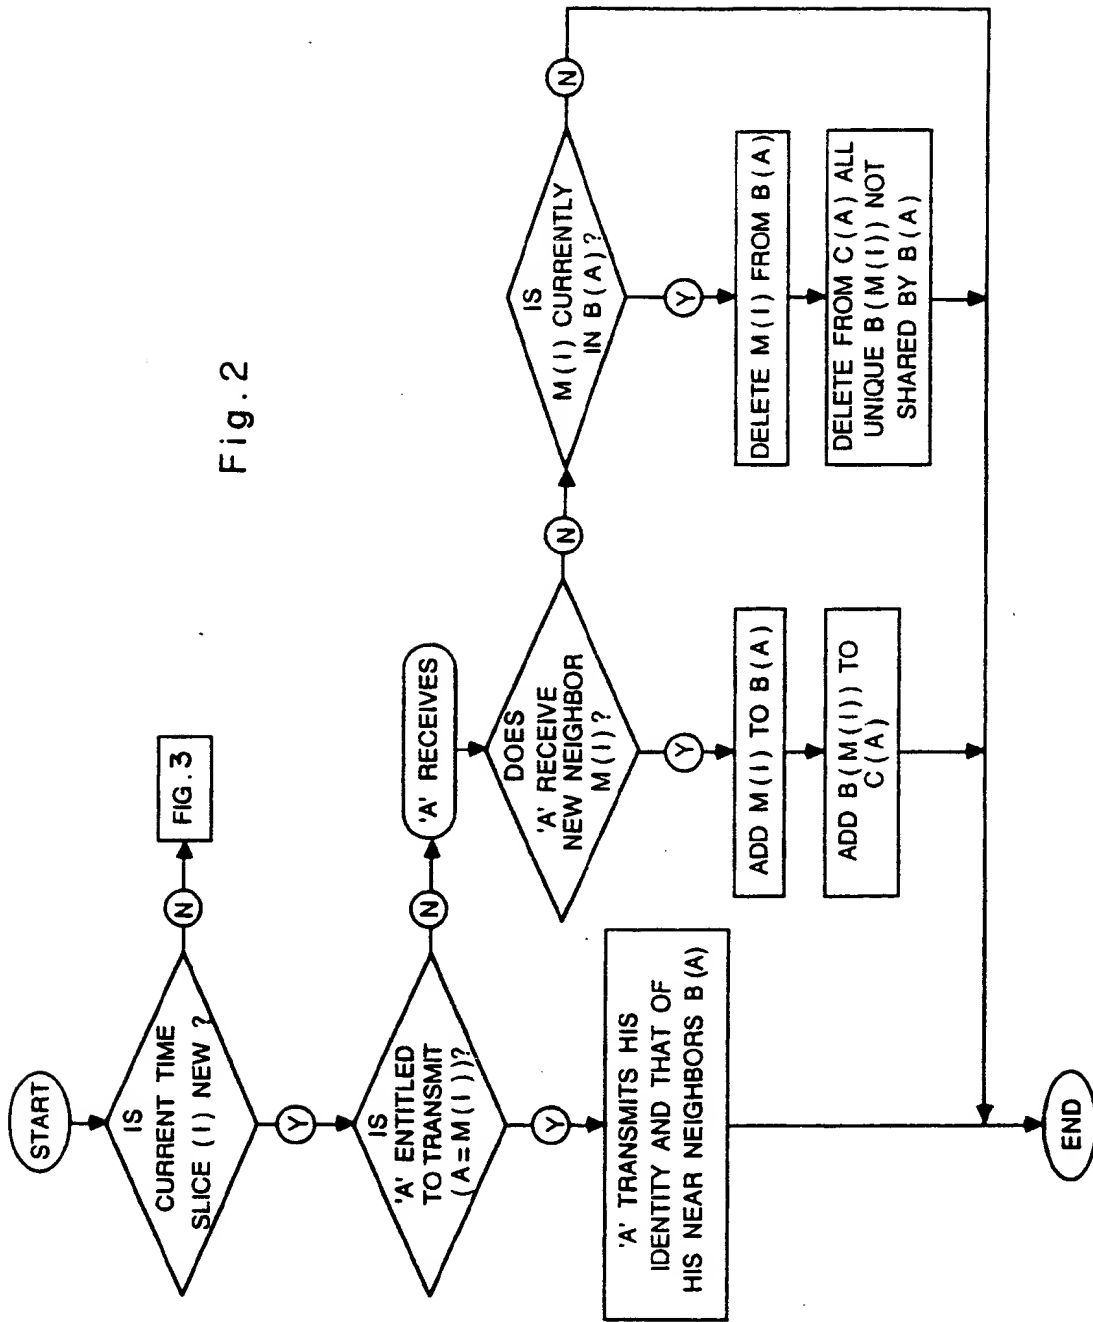 Fig.2
START
IS
CURRENT TIME
SLICE (I) NEW ?
N
FIG. 3
Y
IS
'A' ENTITLED
TO TRANSMIT
(A=M(I))?
N
'A' RECEIVES
Y
'A' TRANSMITS HIS
IDENTITY AND THAT OF
HIS NEAR NEIGHBORS B(A)
DOES
'A' RECEIVE
NEW NEIGHBOR
M(I)?
N
Y
ADD M(I) TO B(A)
ADD B(M(I)) TO
C(A)
IS
M(I) CURRENTLY
IN B(A)?
N
Y
DELETE M(I) FROM B(A)
DELETE FROM C(A) ALL
UNIQUE B(M(I)) NOT
SHARED BY B(A)
END